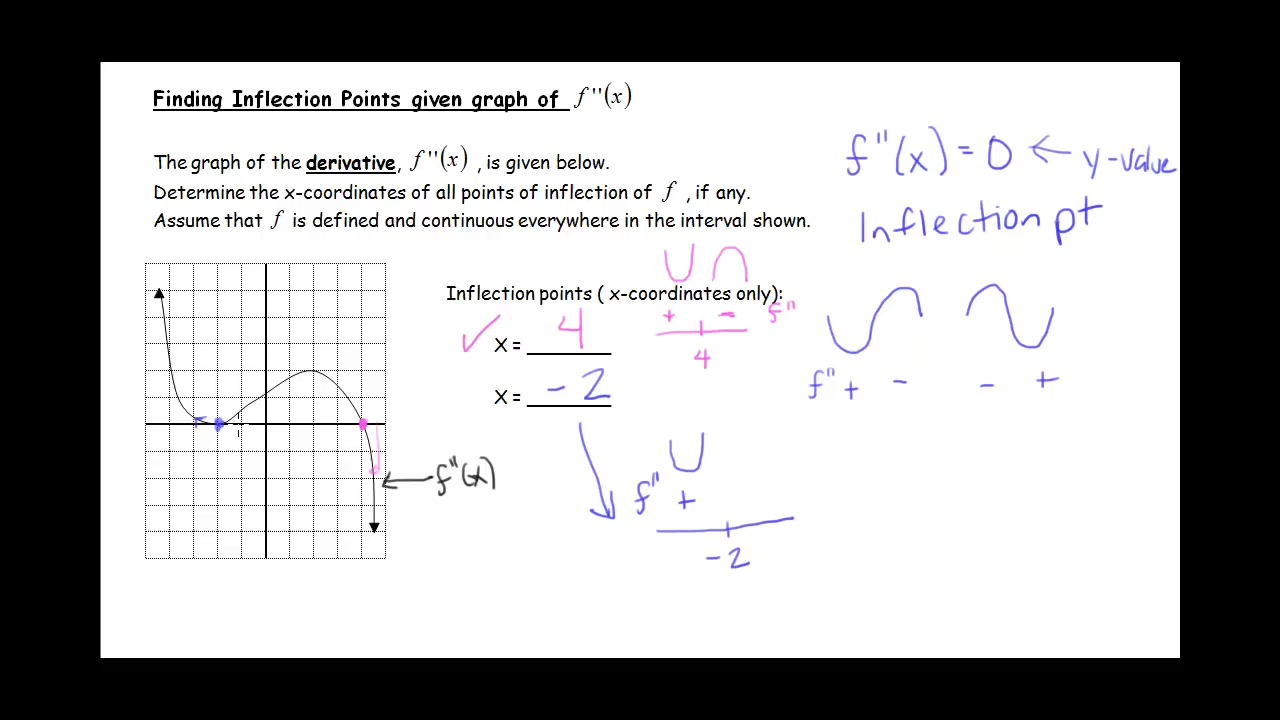 Finding Inflection Points given graph of f ''(x)
The graph of the derivative, f ''(x) , is given below.
Determine the x-coordinates of all points of inflection of f , if any.
Assume that f is defined and continuous everywhere in the interval shown.
f"(x) = 0 ← y-value
Inflection pt
Inflection points ( x-coordinates only):
+ - f"
4
X = 4
X = -2
f" + - - +
f"(x)
f" +
-2